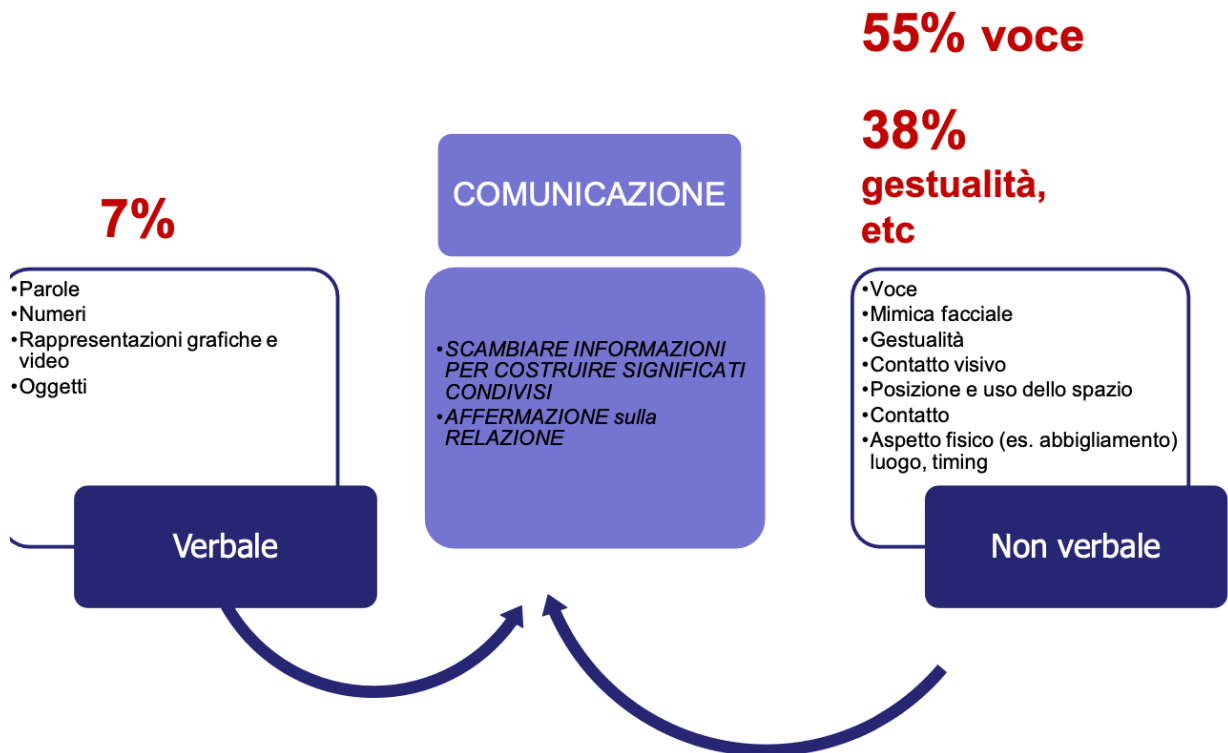 55% voce
38%
gestualità,
etc
7%
COMUNICAZIONE
•Parole
•Numeri
•Rappresentazioni grafiche e
video
•Oggetti
Verbale
•SCAMBIARE INFORMAZIONI
PER COSTRUIRE SIGNIFICATI
CONDIVISI
•AFFERMAZIONE sulla
RELAZIONE
•Voce
•Mimica facciale
•Gestualità
•Contatto visivo
•Posizione e uso dello spazio
•Contatto
•Aspetto fisico (es. abbigliamento)
luogo, timing
Non verbale